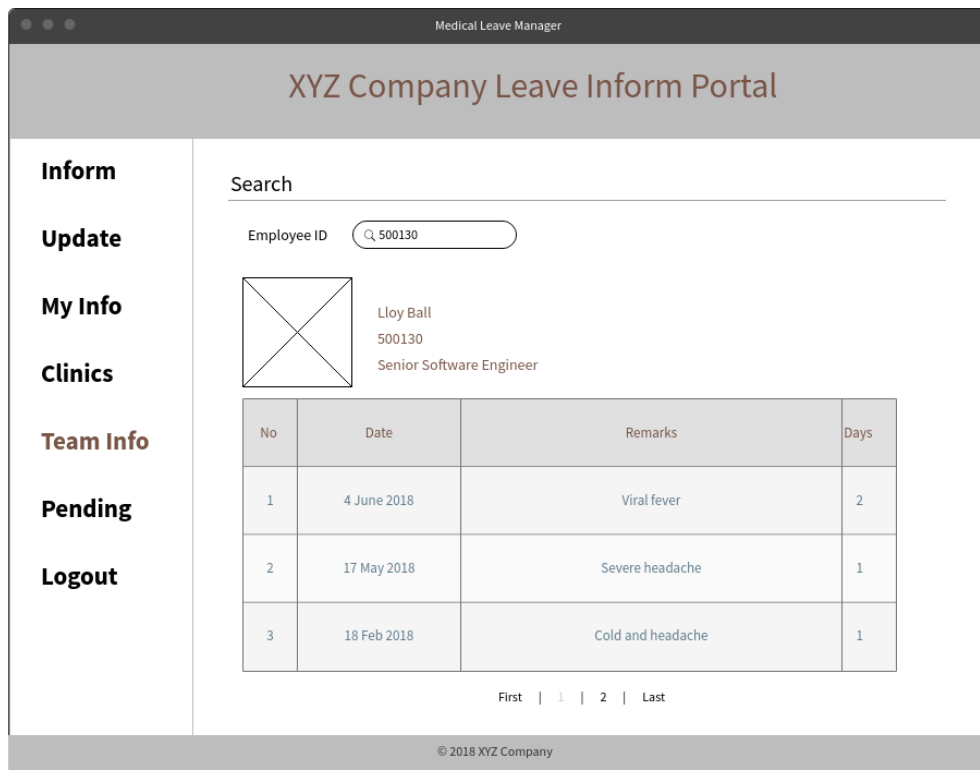 Medical Leave Manager
XYZ Company Leave Inform Portal
Inform
Update
My Info
Clinics
Team Info
Pending
Logout
Search
Employee ID 500130
Lloy Ball
500130
Senior Software Engineer
No Date Remarks Days
1 4 June 2018 Viral fever 2
2 17 May 2018 Severe headache 1
3 18 Feb 2018 Cold and headache 1
First | 1 | 2 | Last
© 2018 XYZ Company